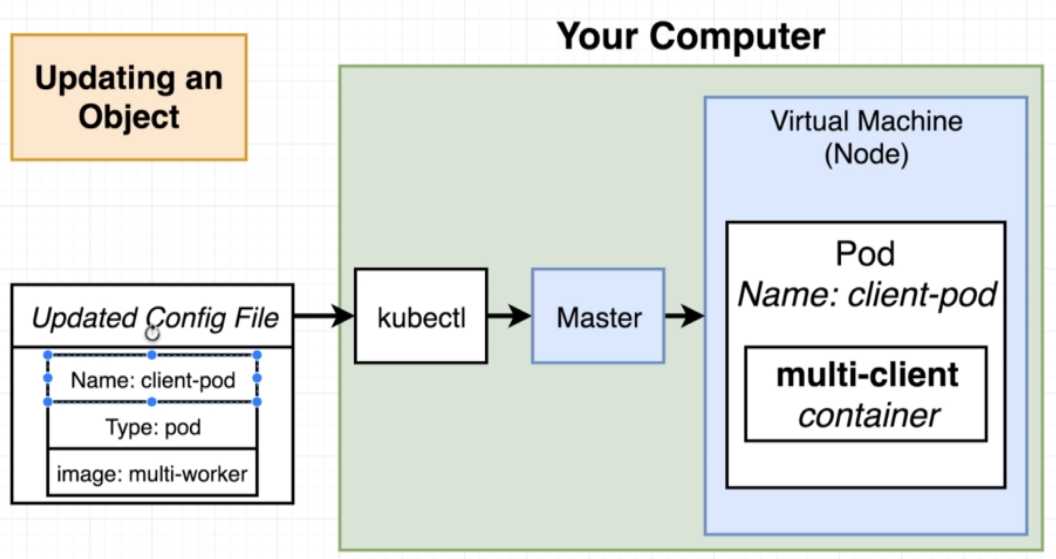 Your Computer
Updating an
Object
Virtual Machine
(Node)
Pod
Name: client-pod
Updated Config File
kubectl
Master
Name: client-pod
Type: pod
image: multi-worker
multi-client
container